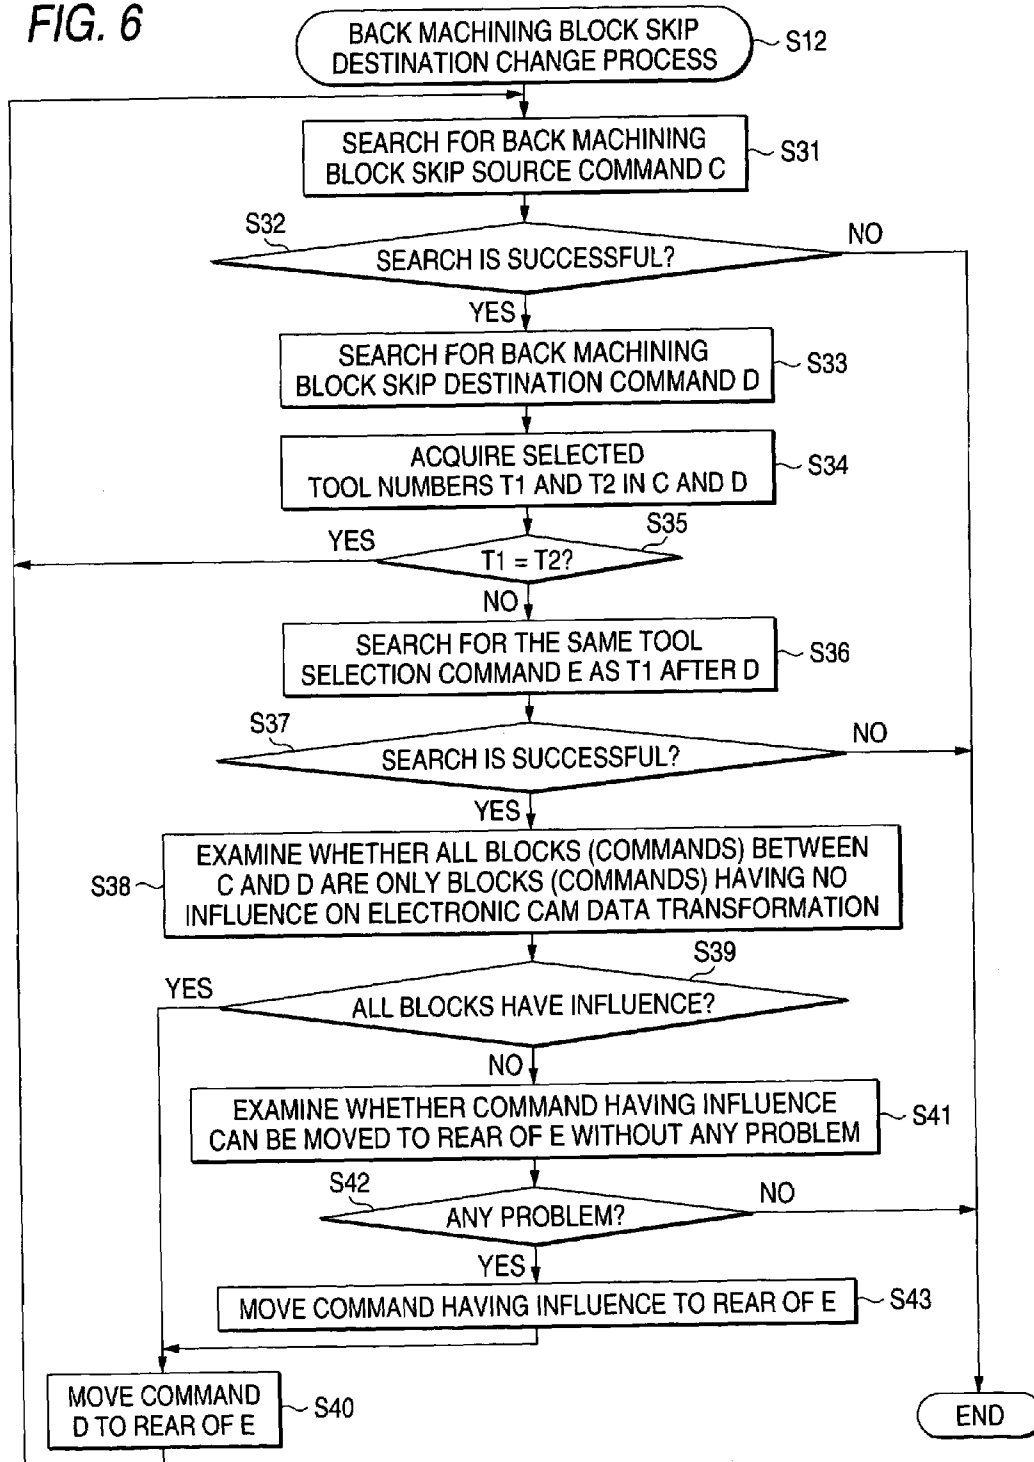 FIG. 6
BACK MACHINING BLOCK SKIP
DESTINATION CHANGE PROCESS
S12
SEARCH FOR BACK MACHINING
BLOCK SKIP SOURCE COMMAND C
S31
S32
SEARCH IS SUCCESSFUL?
NO
YES
SEARCH FOR BACK MACHINING
BLOCK SKIP DESTINATION COMMAND D
S33
ACQUIRE SELECTED
TOOL NUMBERS T1 AND T2 IN C AND D
S34
S35
YES
T1 = T2?
NO
SEARCH FOR THE SAME TOOL
SELECTION COMMAND E AS T1 AFTER D
S36
S37
SEARCH IS SUCCESSFUL?
NO
YES
EXAMINE WHETHER ALL BLOCKS (COMMANDS) BETWEEN
C AND D ARE ONLY BLOCKS (COMMANDS) HAVING NO
INFLUENCE ON ELECTRONIC CAM DATA TRANSFORMATION
S38
S39
YES
ALL BLOCKS HAVE INFLUENCE?
NO
EXAMINE WHETHER COMMAND HAVING INFLUENCE
CAN BE MOVED TO REAR OF E WITHOUT ANY PROBLEM
S41
S42
ANY PROBLEM?
NO
YES
MOVE COMMAND HAVING INFLUENCE TO REAR OF E
S43
MOVE COMMAND
D TO REAR OF E
S40
END